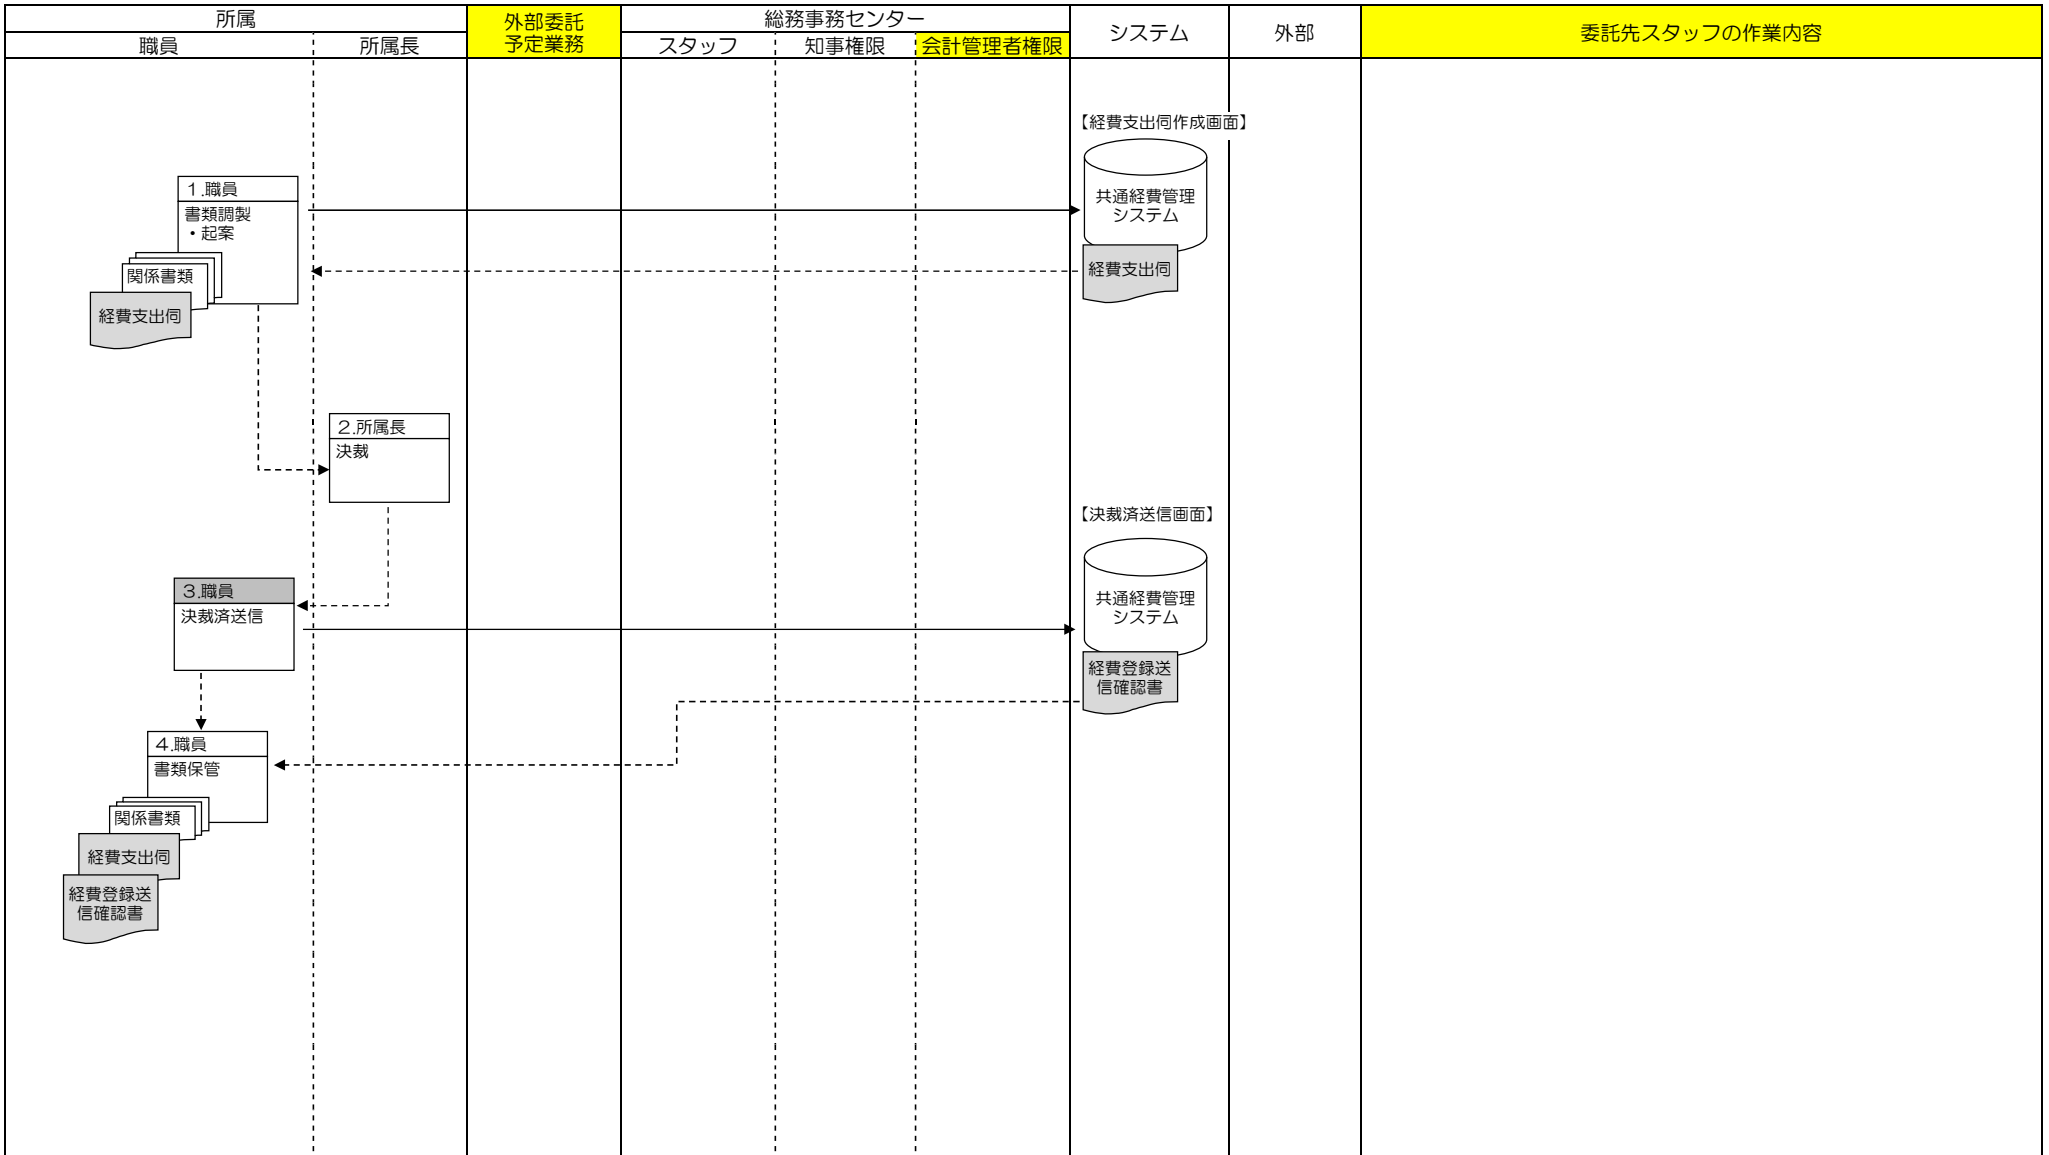 所属
外部委託
予定業務
総務事務センター
システム
外部
委託先スタッフの作業内容
職員
所属長
スタッフ
知事権限
会計管理者権限
【経費支出伺作成画面】
共通経費管理
システム
経費支出伺
１.職員
書類調製
・起案
関係書類
経費支出伺
２.所属長
決裁
【決裁済送信画面】
共通経費管理
システム
経費登録送
信確認書
３.職員
決裁済送信
４.職員
書類保管
関係書類
経費支出伺
経費登録送
信確認書